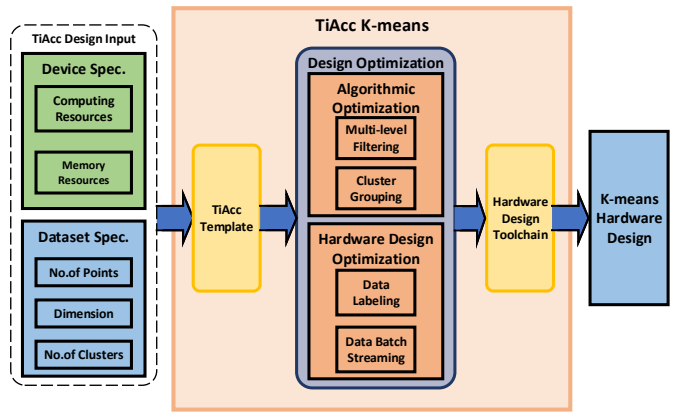 TiAcc Design Input
Device Spec.
Computing
Resources
Memory
Resources
Dataset Spec.
No.of Points
Dimension
No.of Clusters
TiAcc K-means
TiAcc
Template
Design Optimization
Algorithmic
Optimization
Multi-level
Filtering
Cluster
Grouping
Hardware Design
Optimization
Data
Labeling
Data Batch
Streaming
Hardware
Design
Toolchain
K-means
Hardware
Design